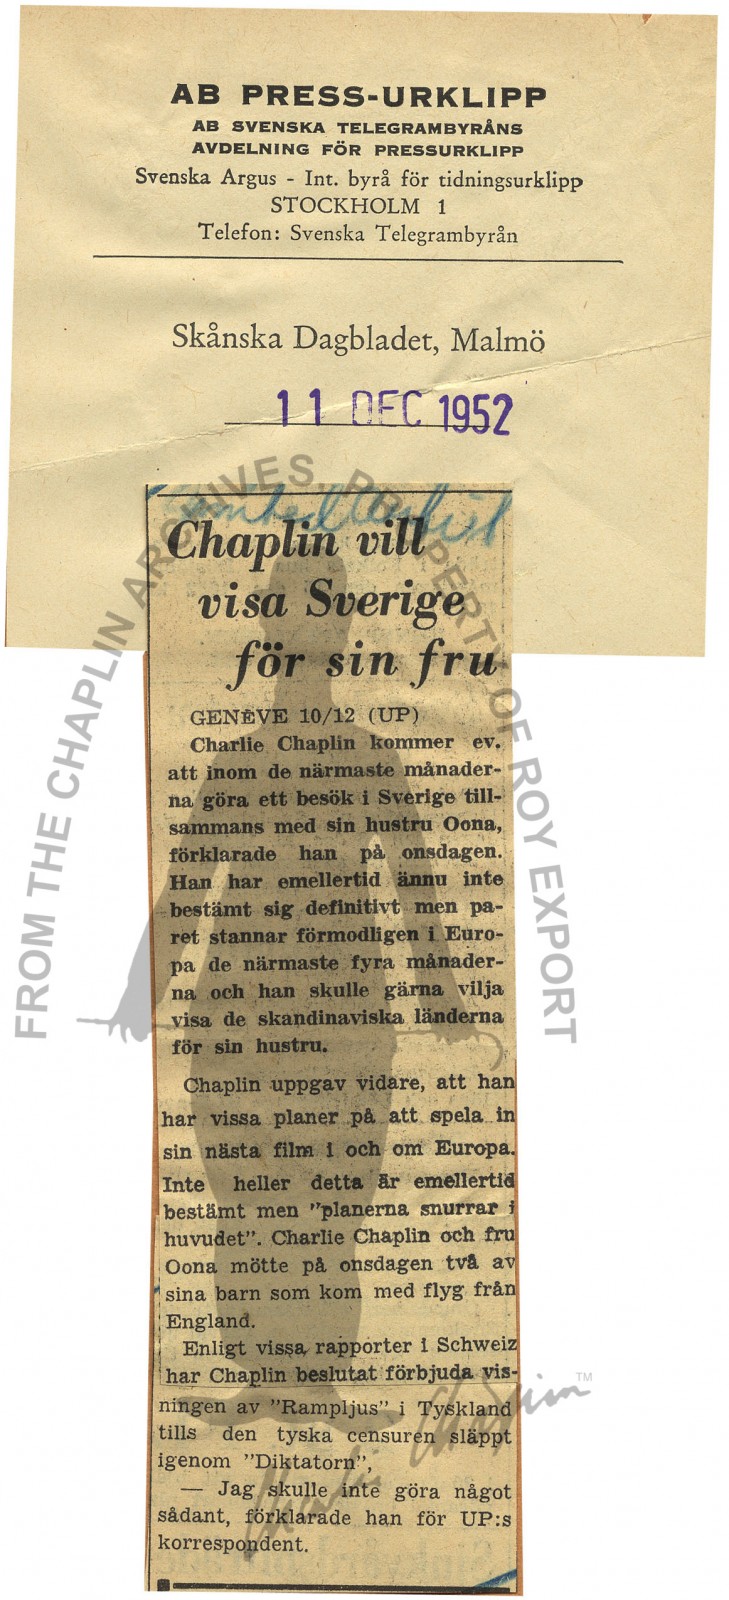 AB PRESS-URKLIPP
AB SVENSKA TELEGRAMBYRÅNS
AVDELNING FÖR PRESSURKLIPP
Svenska Argus - Int. byrå för tidningsurklipp
STOCKHOLM 1
Telefon: Svenska Telegrambyrån
Skånska Dagbladet, Malmö
11 DEC 1952
FROM THE CHAPLIN ARCHIVES, PROPERTY OF ROY EXPORT
Chaplin vill
visa Sverige
för sin fru
GENÈVE 10/12 (UP)
Charlie Chaplin kommer ev.
att inom de närmaste månader-
na göra ett besök i Sverige till-
sammans med sin hustru Oona,
förklarade han på onsdagen.
Han har emellertid ännu inte
bestämt sig definitivt men pa-
ret stannar förmodligen i Euro-
pa de närmaste fyra månader-
na och han skulle gärna vilja
visa de skandinaviska länderna
för sin hustru.
Chaplin uppgav vidare, att han
har vissa planer på att spela in
sin nästa film i och om Europa.
Inte heller detta är emellertid
bestämt men "planerna snurrar i
huvudet". Charlie Chaplin och fru
Oona mötte på onsdagen två av
sina barn som kom med flyg från
England.
Enligt vissa rapporter i Schweiz
har Chaplin beslutat förbjuda vis-
ningen av "Rampljus" i Tyskland
tills den tyska censuren släppt
igenom "Diktatorn",
— Jag skulle inte göra något
sådant, förklarade han för UP:s
korrespondent.
Charlie Chaplin TM